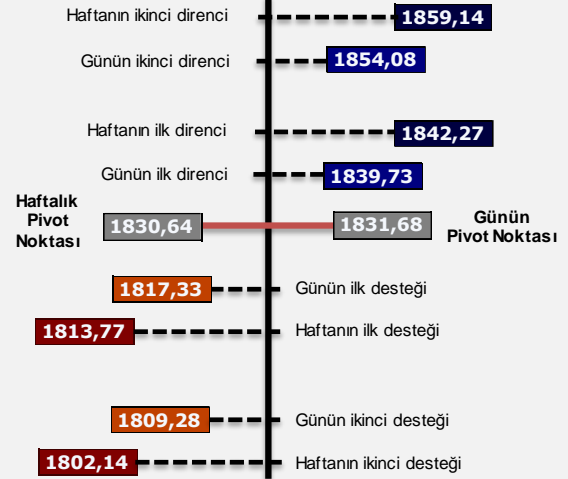 Haftanın ikinci direnci 1859,14
Günün ikinci direnci 1854,08
Haftanın ilk direnci 1842,27
Günün ilk direnci 1839,73
Haftalık
Pivot
Noktası
1830,64
1831,68
Günün
Pivot Noktası
1817,33 Günün ilk desteği
1813,77 Haftanın ilk desteği
1809,28 Günün ikinci desteği
1802,14 Haftanın ikinci desteği